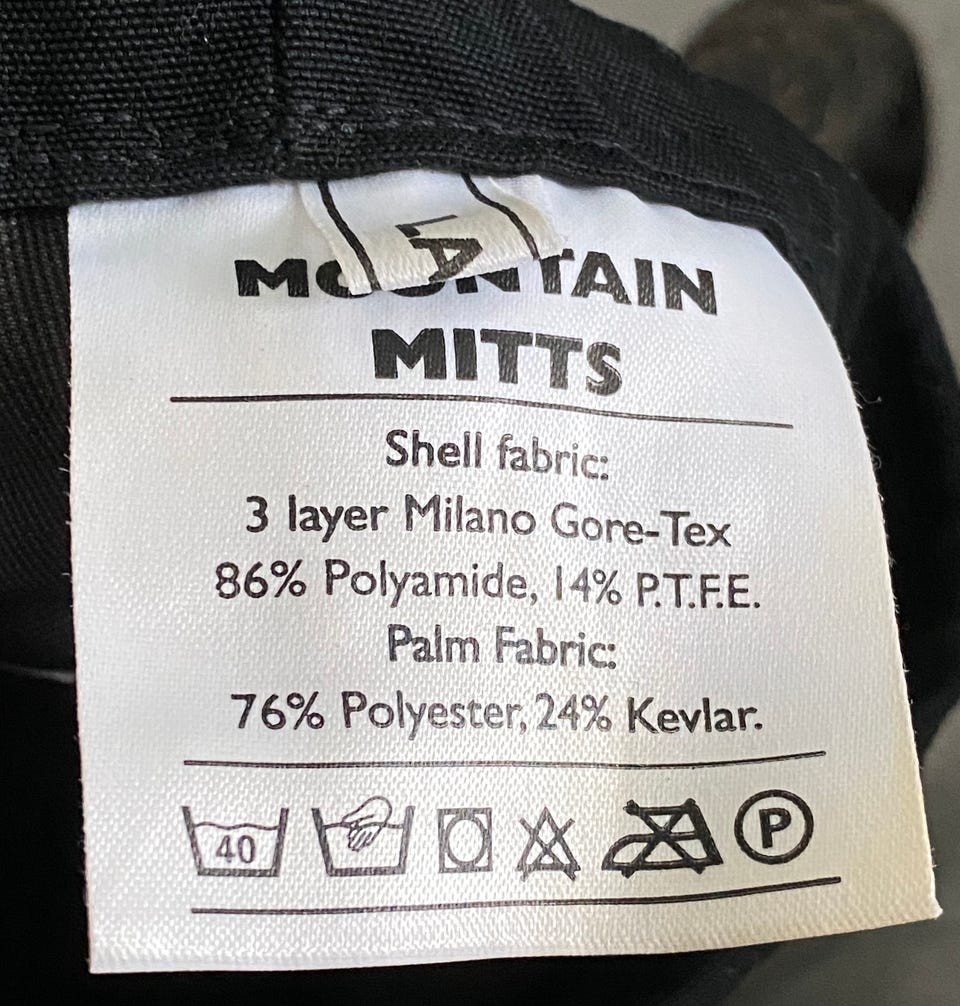 LA
MOUNTAIN
MITTS
Shell fabric:
3 layer Milano Gore-Tex
86% Polyamide, 14% P.T.F.E.
Palm Fabric:
76% Polyester, 24% Kevlar.
40 P